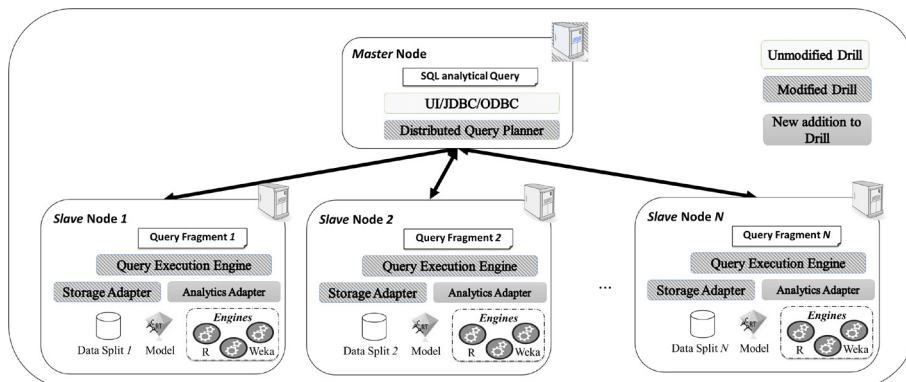 Master Node
SQL analytical Query
UI/JDBC/ODBC
Distributed Query Planner
Unmodified Drill
Modified Drill
New addition to
Drill
Slave Node 1
Query Fragment 1
Query Execution Engine
Storage Adapter
Analytics Adapter
Data Split 1
Model
Engines
R
Weka
Slave Node 2
Query Fragment 2
Query Execution Engine
Storage Adapter
Analytics Adapter
Data Split 2
Model
Engines
R
Weka
...
Slave Node N
Query Fragment N
Query Execution Engine
Storage Adapter
Analytics Adapter
Data Split N
Model
Engines
R
Weka